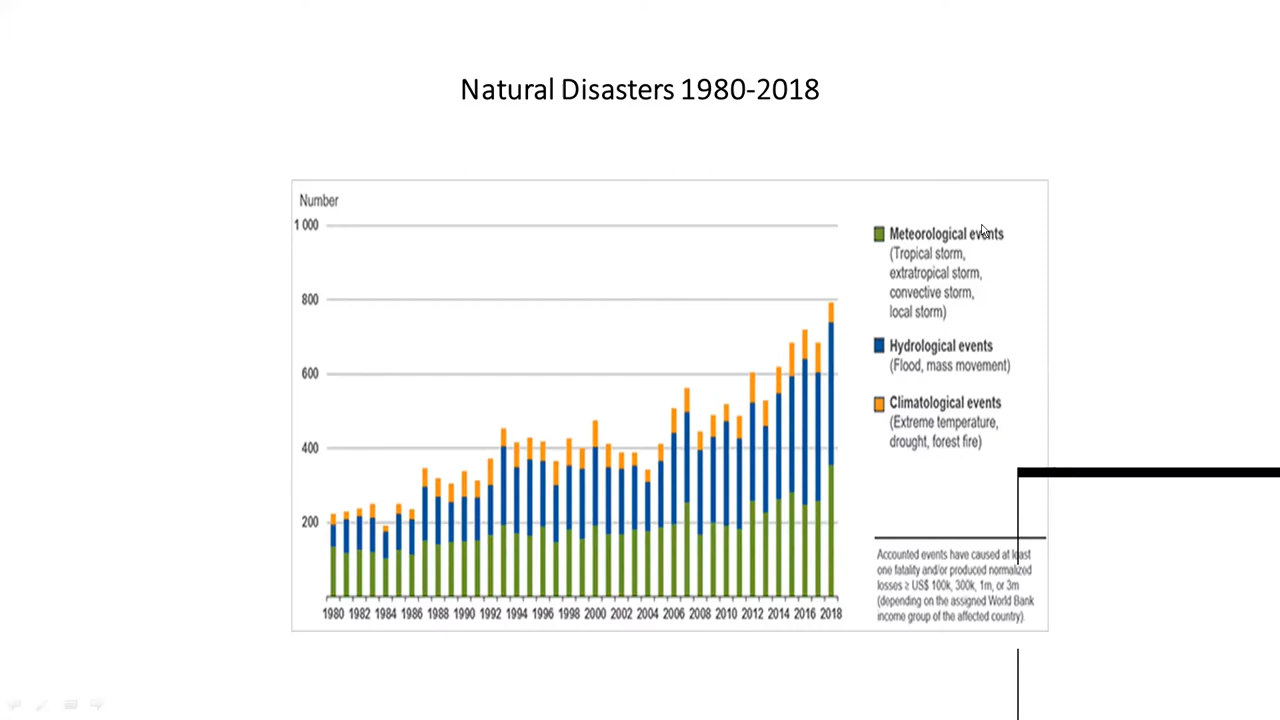 Natural Disasters 1980-2018
Number
1 000
800
600
400
200
1980 1982 1984 1986 1988 1990 1992 1994 1996 1998 2000 2002 2004 2006 2008 2010 2012 2014 2016 2018
Meteorological events
(Tropical storm,
extratropical storm,
convective storm,
local storm)
Hydrological events
(Flood, mass movement)
Climatological events
(Extreme temperature,
drought, forest fire)
Accounted events have caused at least
one fatality and/or produced normalized
losses ≥ US$ 100k, 300k, 1m, or 3m
(depending on the assigned World Bank
income group of the affected country).